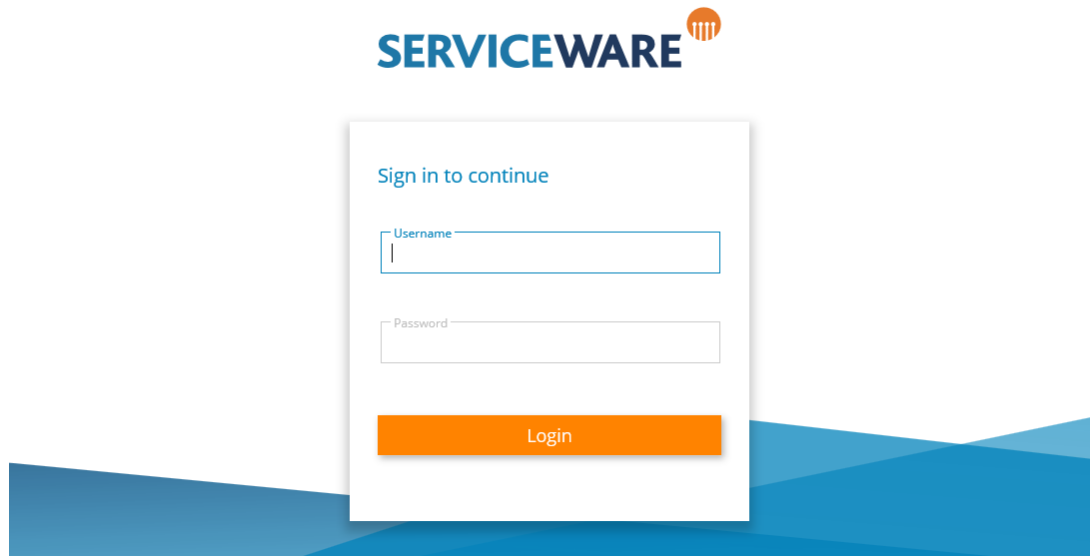 SERVICEWARE
Sign in to continue
Username
Password
Login